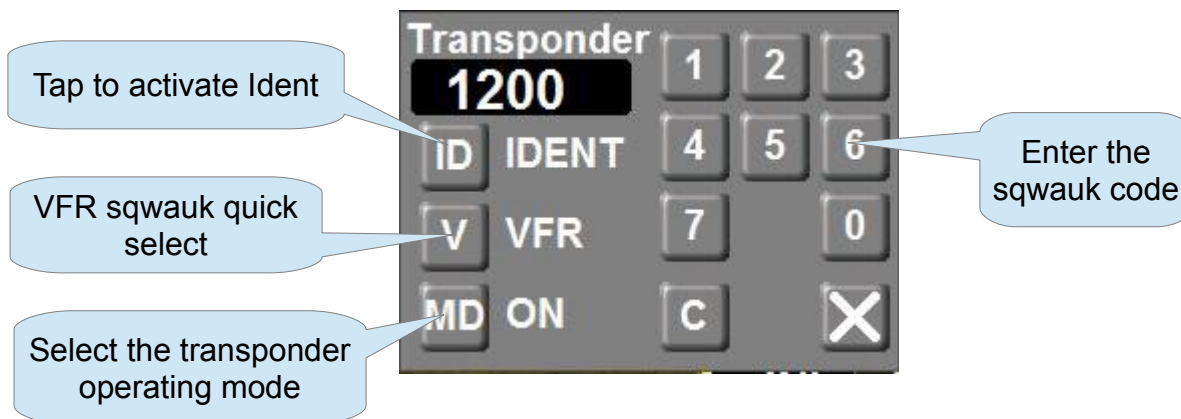 Transponder
1200
1 2 3
Tap to activate Ident
ID IDENT
4 5 6
Enter the
sqwauk code
VFR sqwauk quick
select
V VFR
7 0
MD ON
C X
Select the transponder
operating mode